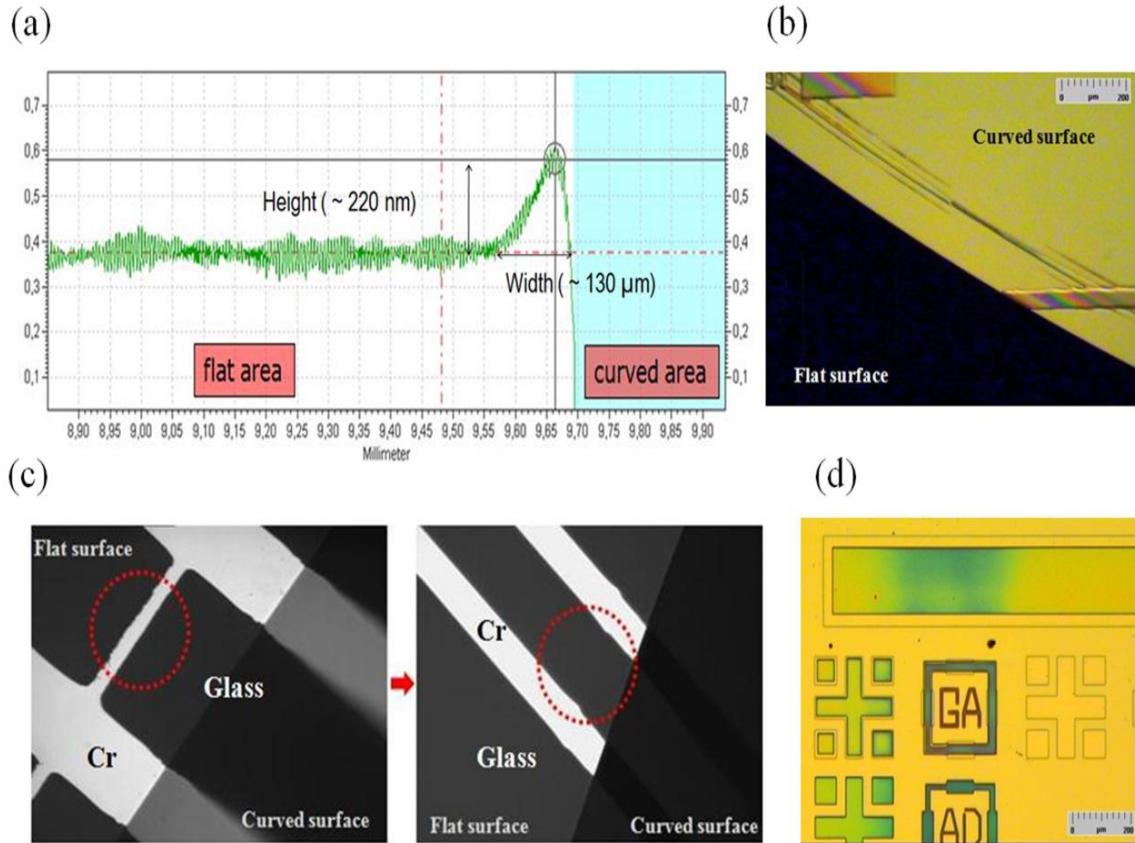 (a)
0,7
0,6
0,5
0,4
0,3
0,2
0,1
Height ( ~ 220 nm)
Width ( ~ 130 µm)
flat area
curved area
0,7
0,6
0,5
0,4
0,3
0,2
0,1
8,90 8,95 9,00 9,05 9,10 9,15 9,20 9,25 9,30 9,35 9,40 9,45 9,50 9,55 9,60 9,65 9,70 9,75 9,80 9,85 9,90
Millimeter
(b)
0 µm 200
Curved surface
Flat surface
(c)
Flat surface
Glass
Cr
Curved surface
Cr
Glass
Flat surface
Curved surface
(d)
GA
AD
0 µm 200